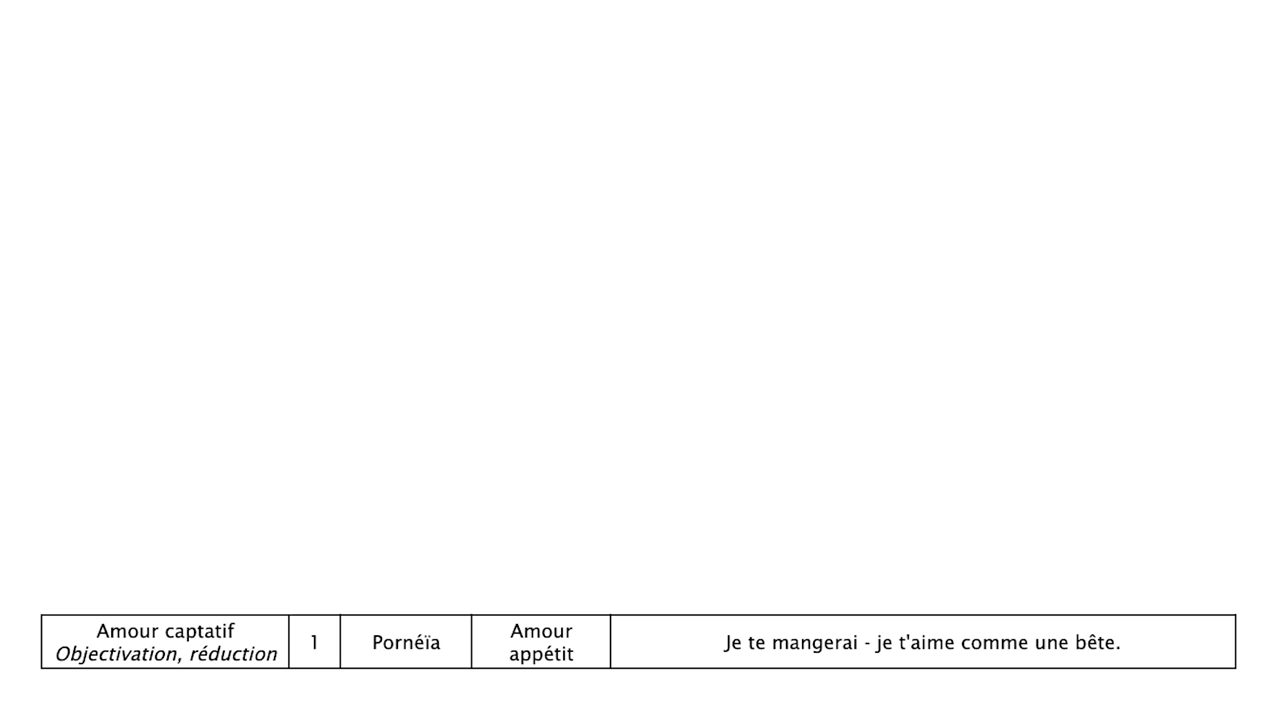 Amour captatif
Objectivation, réduction
1
Pornéïa
Amour
appétit
Je te mangerai - je t'aime comme une bête.